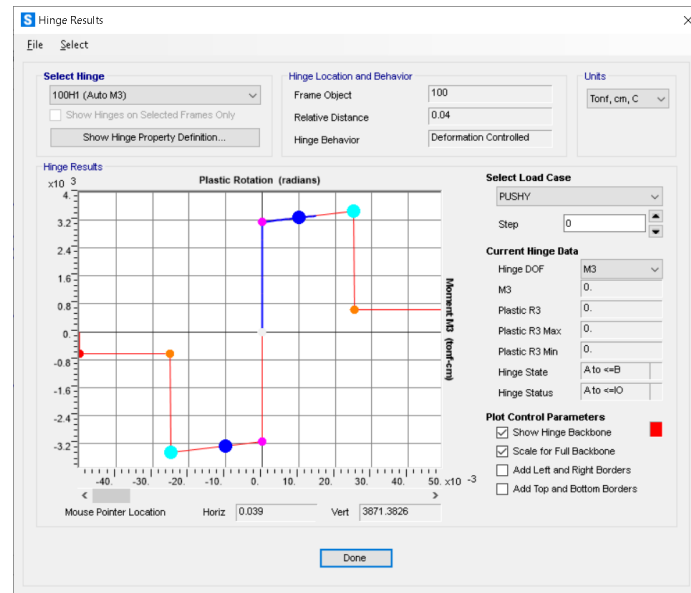 S Hinge Results
File Select
Select Hinge
100H1 (Auto M3)
Show Hinges on Selected Frames Only
Show Hinge Property Definition...
Hinge Location and Behavior
Frame Object 100
Relative Distance 0.04
Hinge Behavior Deformation Controlled
Units
Tonf, cm, C
Hinge Results
x10 3
Plastic Rotation (radians)
4.
3.2
2.4
1.6
0.8
0.
-0.8
-1.6
-2.4
-3.2
Moment M3 (tonf-cm)
-40. -30. -20. -10. 0. 10. 20. 30. 40. 50. x10 -3
Mouse Pointer Location Horiz 0.039 Vert 3871.3826
Select Load Case
PUSHY
Step 0
Current Hinge Data
Hinge DOF M3
M3 0.
Plastic R3 0.
Plastic R3 Max 0.
Plastic R3 Min 0.
Hinge State A to <=B
Hinge Status A to <=IO
Plot Control Parameters
Show Hinge Backbone
Scale for Full Backbone
Add Left and Right Borders
Add Top and Bottom Borders
Done